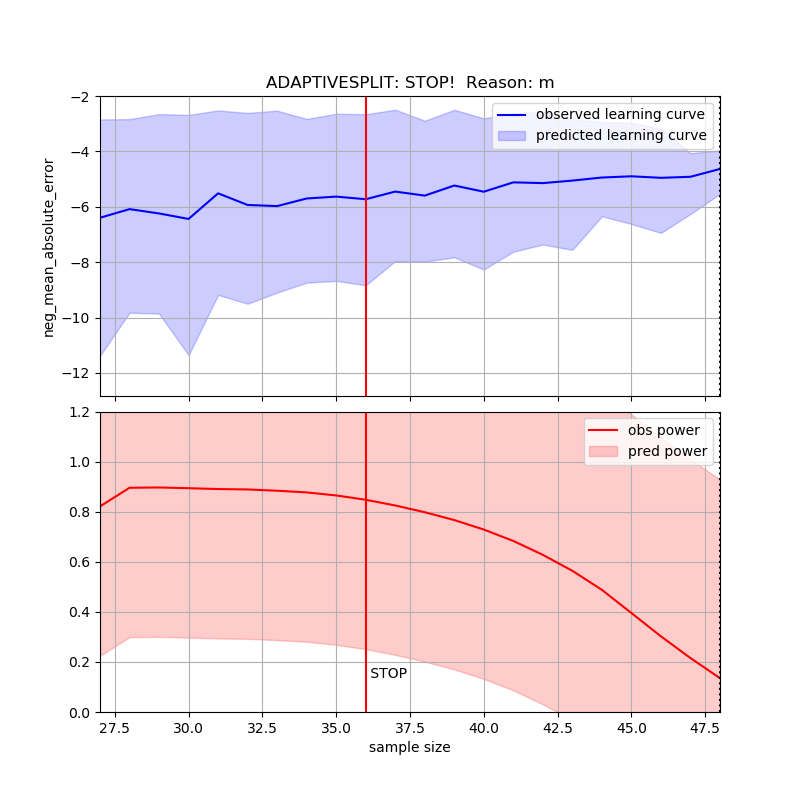 ADAPTIVESPLIT: STOP!  Reason: m
neg_mean_absolute_error
−2
−4
−6
−8
−10
−12
observed learning curve
predicted learning curve
1.2
1.0
0.8
0.6
0.4
0.2
0.0
obs power
pred power
STOP
27.5 30.0 32.5 35.0 37.5 40.0 42.5 45.0 47.5
sample size